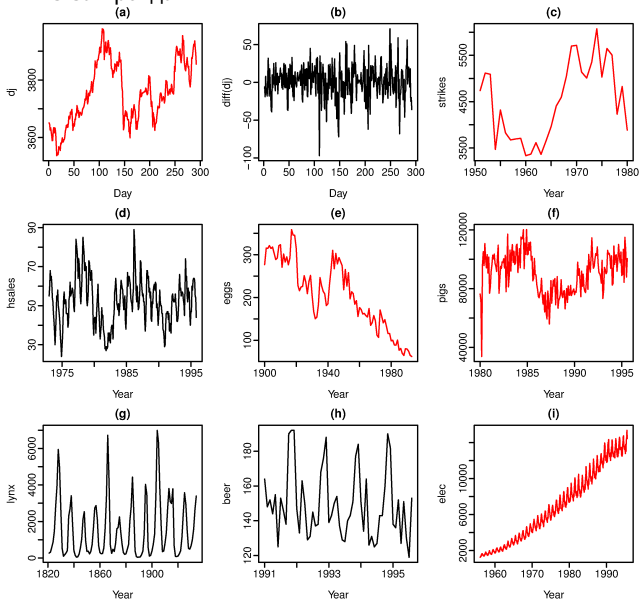 (a)
dj
3600 3800
0 50 100 150 200 250 300
Day
(b)
diff(dj)
-100 -50 0 50
0 50 100 150 200 250 300
Day
(c)
strikes
3500 4500 5500
1950 1960 1970 1980
Year
(d)
hsales
30 50 70 90
1975 1985 1995
Year
(e)
eggs
100 200 300
1900 1940 1980
Year
(f)
pigs
40000 80000 120000
1980 1985 1990 1995
Year
(g)
lynx
0 2000 4000 6000
1820 1860 1900
Year
(h)
beer
120 140 160 180
1991 1993 1995
Year
(i)
elec
2000 6000 10000
1960 1970 1980 1990
Year